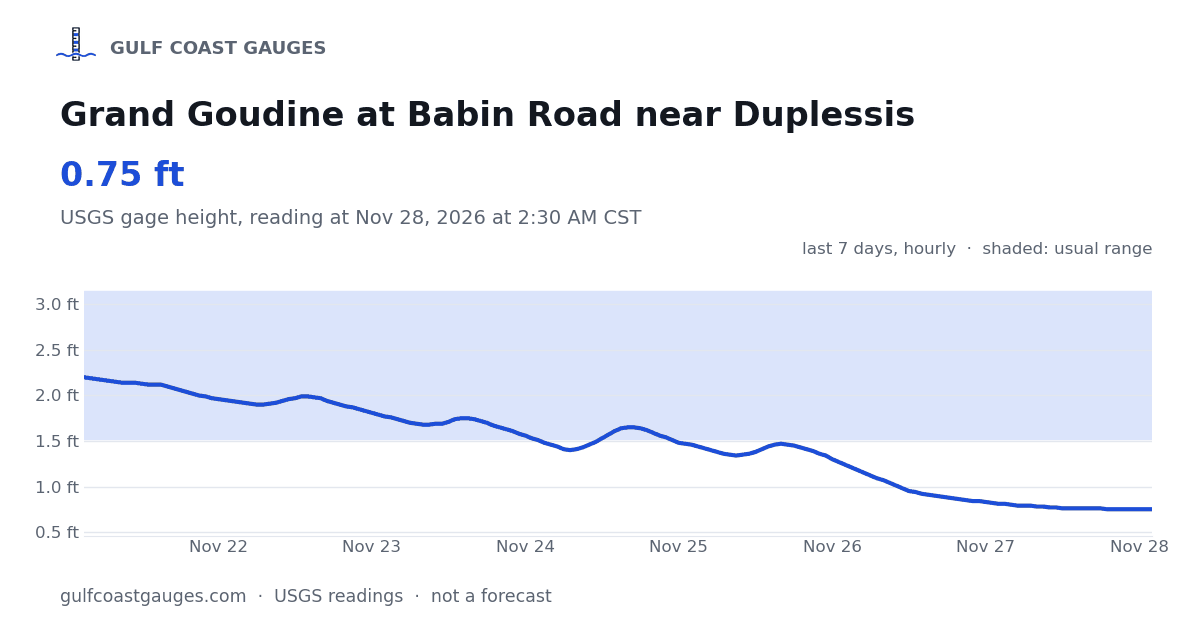 GULF COAST GAUGES
Grand Goudine at Babin Road near Duplessis
0.75 ft
USGS gage height, reading at Nov 28, 2026 at 2:30 AM CST
last 7 days, hourly · shaded: usual range
3.0 ft
2.5 ft
2.0 ft
1.5 ft
1.0 ft
0.5 ft
Nov 22 Nov 23 Nov 24 Nov 25 Nov 26 Nov 27 Nov 28
gulfcoastgauges.com · USGS readings · not a forecast